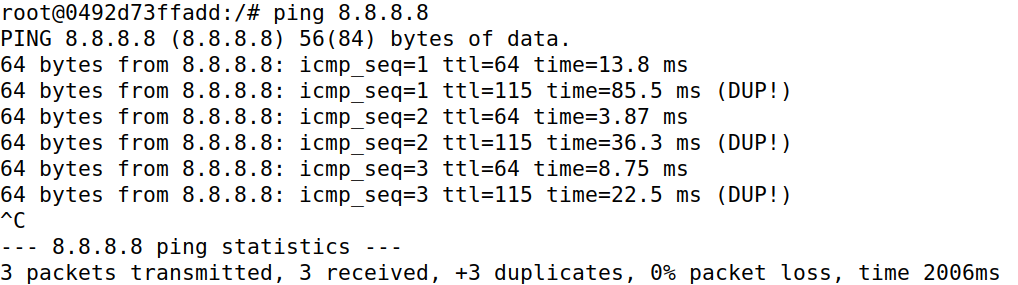 root@0492d73ffadd:/# ping 8.8.8.8
PING 8.8.8.8 (8.8.8.8) 56(84) bytes of data.
64 bytes from 8.8.8.8: icmp_seq=1 ttl=64 time=13.8 ms
64 bytes from 8.8.8.8: icmp_seq=1 ttl=115 time=85.5 ms (DUP!)
64 bytes from 8.8.8.8: icmp_seq=2 ttl=64 time=3.87 ms
64 bytes from 8.8.8.8: icmp_seq=2 ttl=115 time=36.3 ms (DUP!)
64 bytes from 8.8.8.8: icmp_seq=3 ttl=64 time=8.75 ms
64 bytes from 8.8.8.8: icmp_seq=3 ttl=115 time=22.5 ms (DUP!)
^C
--- 8.8.8.8 ping statistics ---
3 packets transmitted, 3 received, +3 duplicates, 0% packet loss, time 2006ms